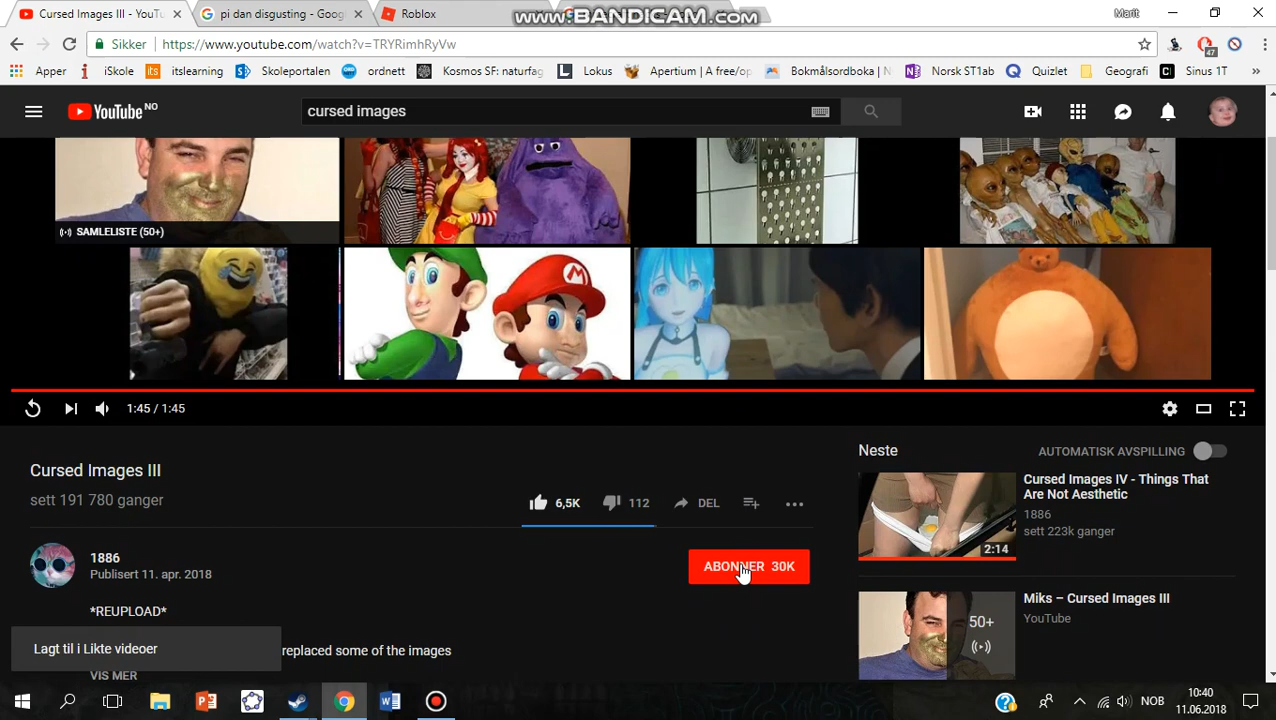 Cursed Images III - YouT
pi dan disgusting - Goog
Roblox
www.BANDICAM.com
Marit
Sikker
https://www.youtube.com/watch?v=TRYRimhRyVw
47
Apper
iSkole
its
itslearning
Skoleportalen
ordnett
Kosmos SF: naturfag
Lokus
Apertium | A free/op
Bokmålsordboka | N
Norsk ST1ab
Quizlet
Geografi
Sinus 1T
»
YouTube NO
cursed images
SAMLELISTE (50+)
M
1:45 / 1:45
Cursed Images III
sett 191 780 ganger
6,5K
112
DEL
1886
Publisert 11. apr. 2018
ABONNER 30K
*REUPLOAD*
replaced some of the images
VIS MER
Lagt til i Likte videoer
Neste
AUTOMATISK AVSPILLING
Cursed Images IV - Things That
Are Not Aesthetic
1886
sett 223k ganger
2:14
Miks – Cursed Images III
YouTube
50+
NOB
10:40
11.06.2018